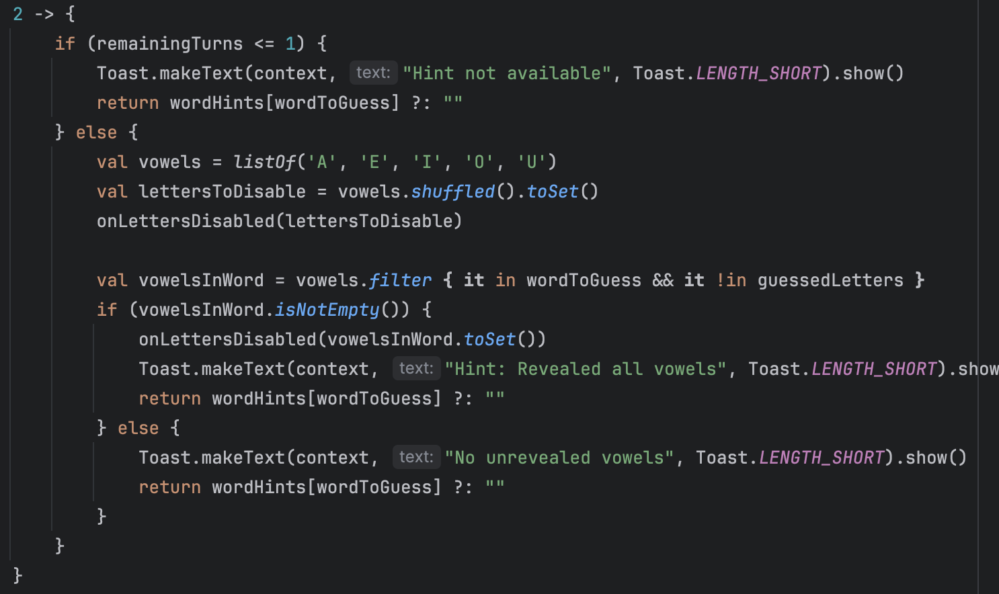 2 -> {
if (remainingTurns <= 1) {
Toast.makeText(context, text: "Hint not available", Toast.LENGTH_SHORT).show()
return wordHints[wordToGuess] ?: ""
} else {
val vowels = listOf('A', 'E', 'I', 'O', 'U')
val lettersToDisable = vowels.shuffled().toSet()
onLettersDisabled(lettersToDisable)
val vowelsInWord = vowels.filter { it in wordToGuess && it !in guessedLetters }
if (vowelsInWord.isNotEmpty()) {
onLettersDisabled(vowelsInWord.toSet())
Toast.makeText(context, text: "Hint: Revealed all vowels", Toast.LENGTH_SHORT).show
return wordHints[wordToGuess] ?: ""
} else {
Toast.makeText(context, text: "No unrevealed vowels", Toast.LENGTH_SHORT).show()
return wordHints[wordToGuess] ?: ""
}
}
}